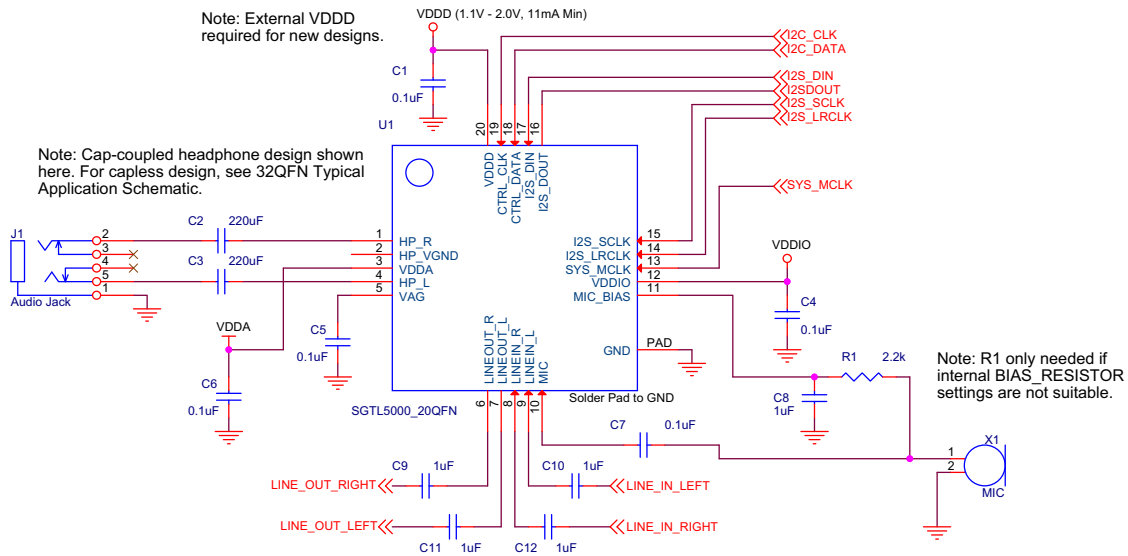 Note: External VDDD
required for new designs.
VDDD (1.1V - 2.0V, 11mA Min)
C1
0.1uF
I2C_CLK
I2C_DATA
I2S_DIN
I2SDOUT
I2S_SCLK
I2S_LRCLK
SYS_MCLK
U1
20
19
18
17
16
VDDD
CTRL_CLK
CTRL_DATA
I2S_DIN
I2S_DOUT
Note: Cap-coupled headphone design shown
here. For capless design, see 32QFN Typical
Application Schematic.
J1
2
3
4
5
1
Audio Jack
C2
220uF
C3
220uF
1
2
3
4
5
HP_R
HP_VGND
VDDA
HP_L
VAG
I2S_SCLK
I2S_LRCLK
SYS_MCLK
VDDIO
MIC_BIAS
15
14
13
12
11
VDDIO
C4
0.1uF
VDDA
C5
0.1uF
C6
0.1uF
GND
PAD
Solder Pad to GND
LINEOUT_R
LINEOUT_L
LINEIN_R
LINEIN_L
MIC
6
7
8
9
10
SGTL5000_20QFN
R1
2.2k
C8
1uF
Note: R1 only needed if
internal BIAS_RESISTOR
settings are not suitable.
C7
0.1uF
X1
1
2
MIC
C9
1uF
LINE_OUT_RIGHT
C10
1uF
LINE_IN_LEFT
LINE_OUT_LEFT
C11
1uF
C12
1uF
LINE_IN_RIGHT